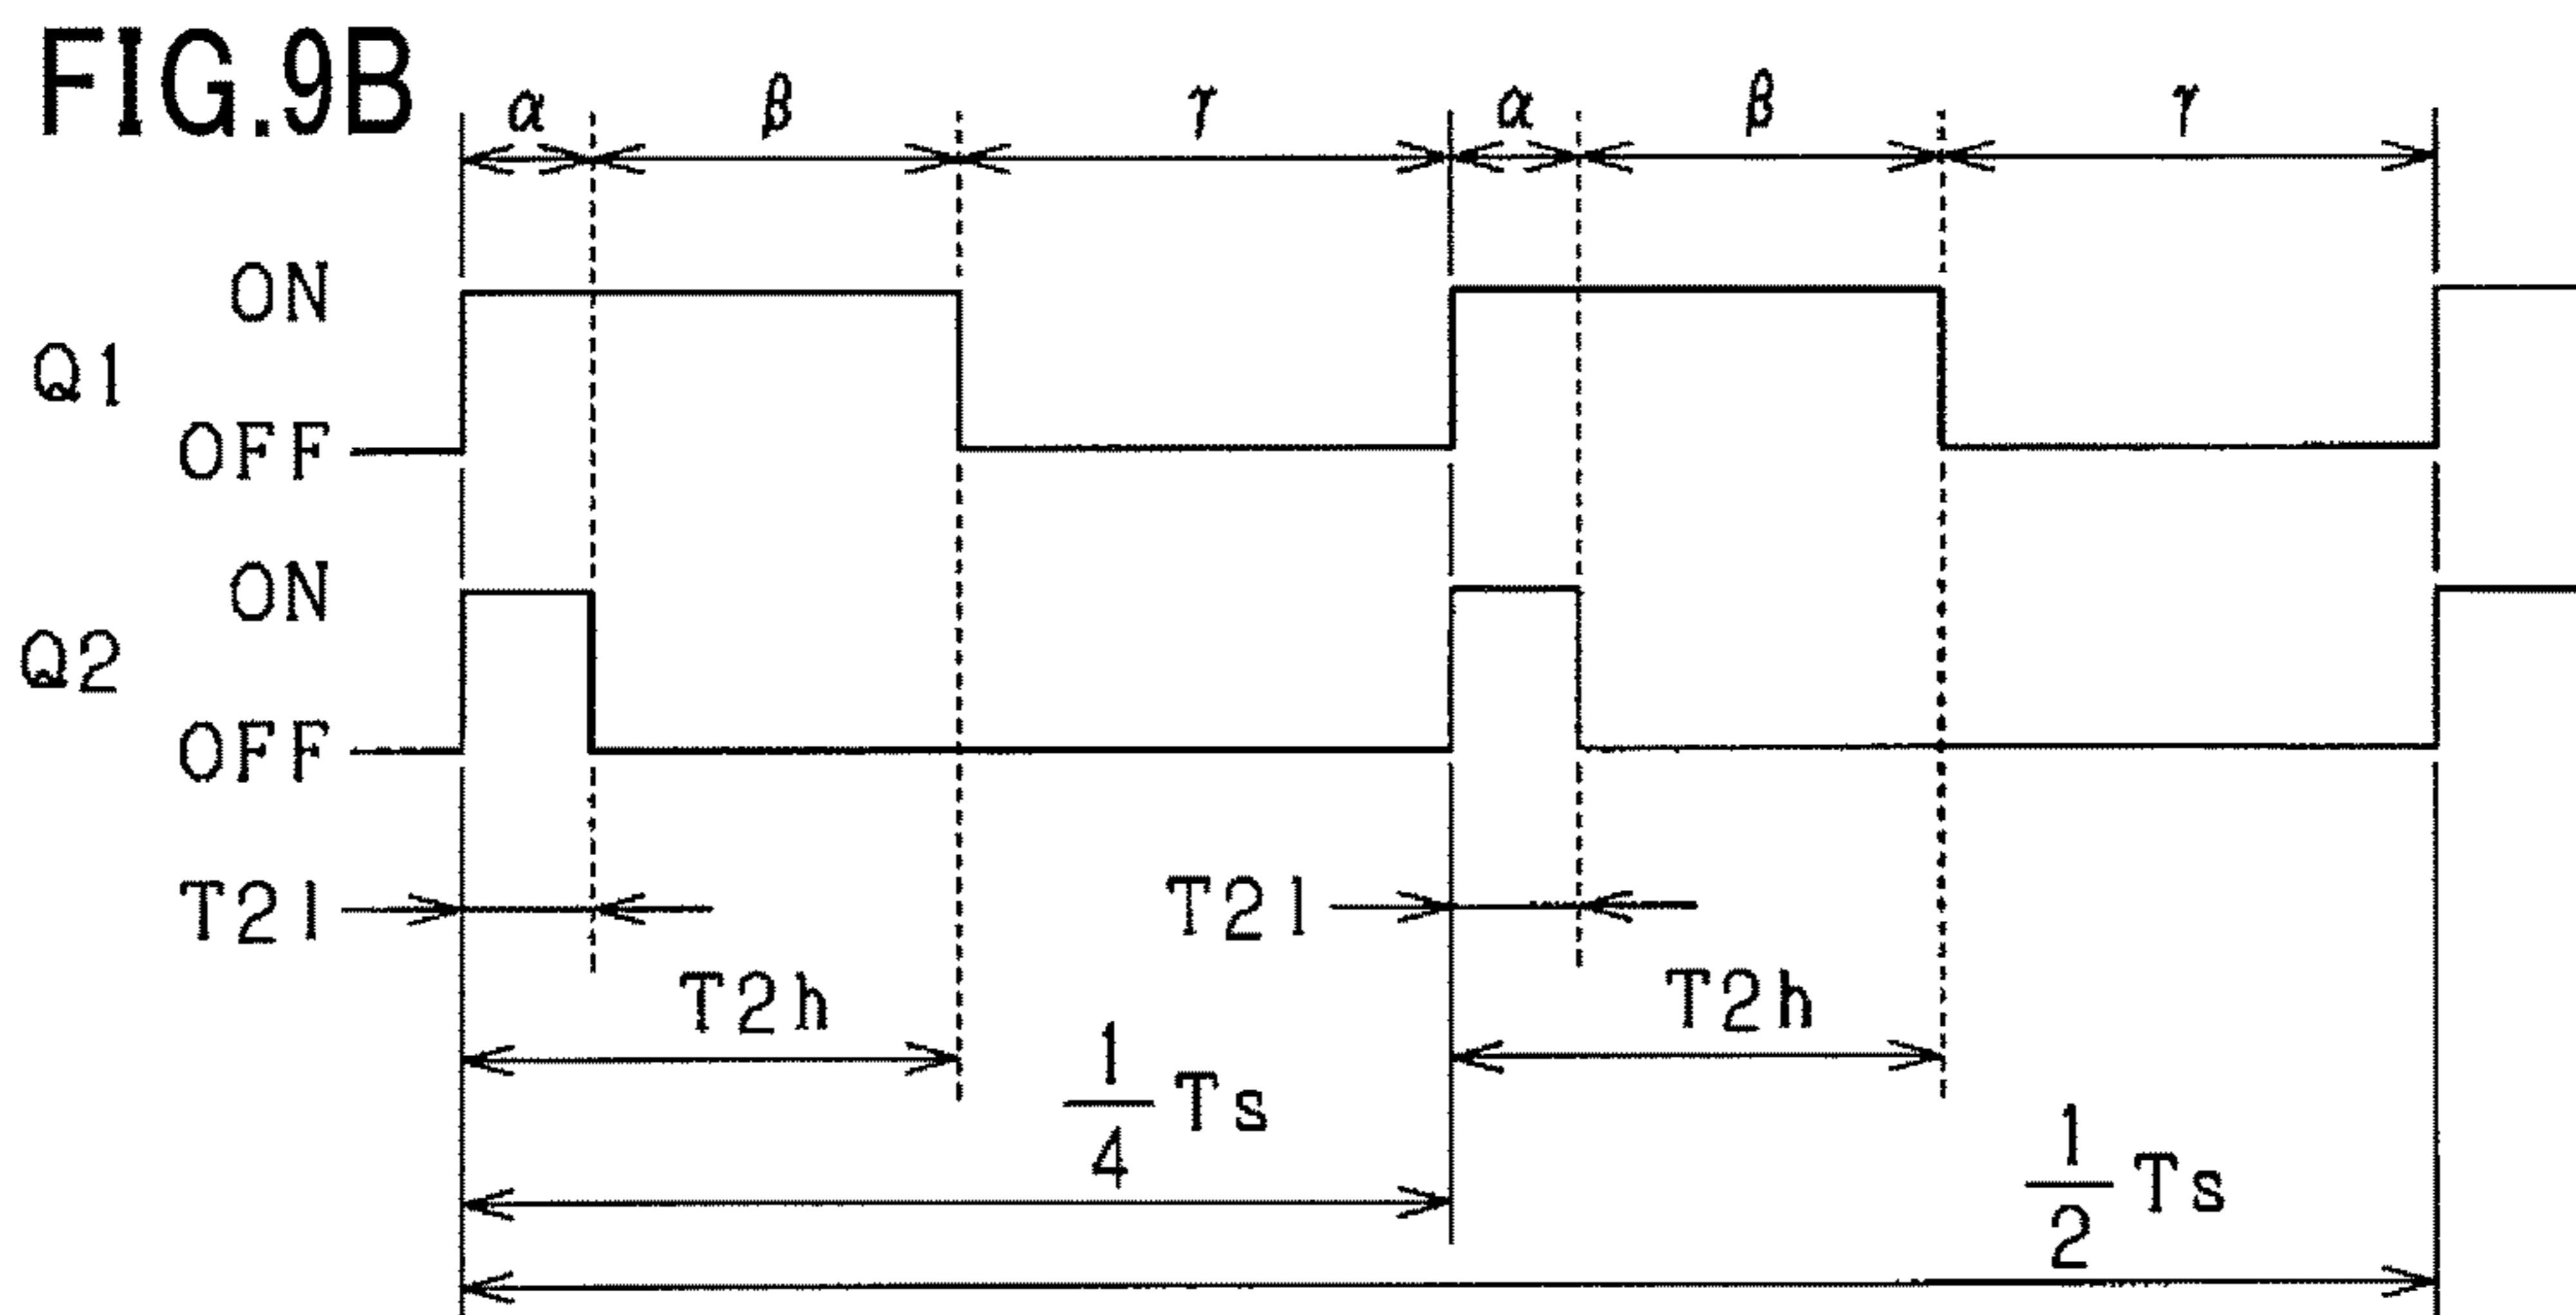 FIG.9B
α β γ α β γ
ON
Q1
OFF
ON
Q2
OFF
T2l T2l
T2h T2h
1/4 Ts
1/2 Ts